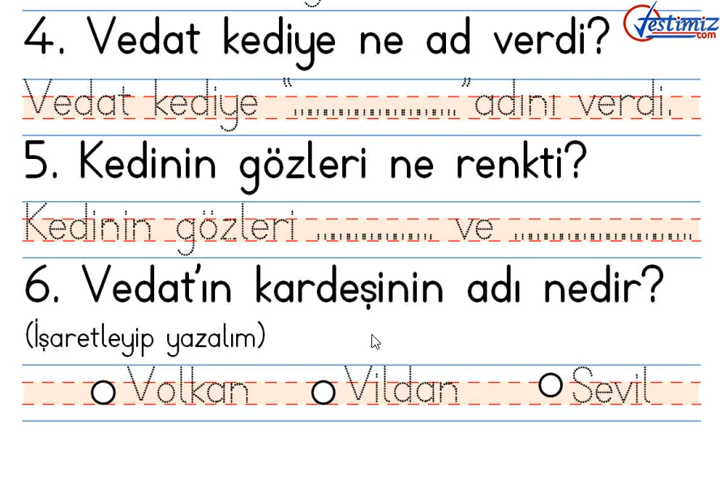 Testimiz
.com
4. Vedat kediye ne ad verdi?
Vedat kediye “....................” adını verdi.
5. Kedinin gözleri ne renkti?
Kedinin gözleri .............. ve .....................
6. Vedat'ın kardeşinin adı nedir?
(İşaretleyip yazalım)
Volkan Vildan Sevil